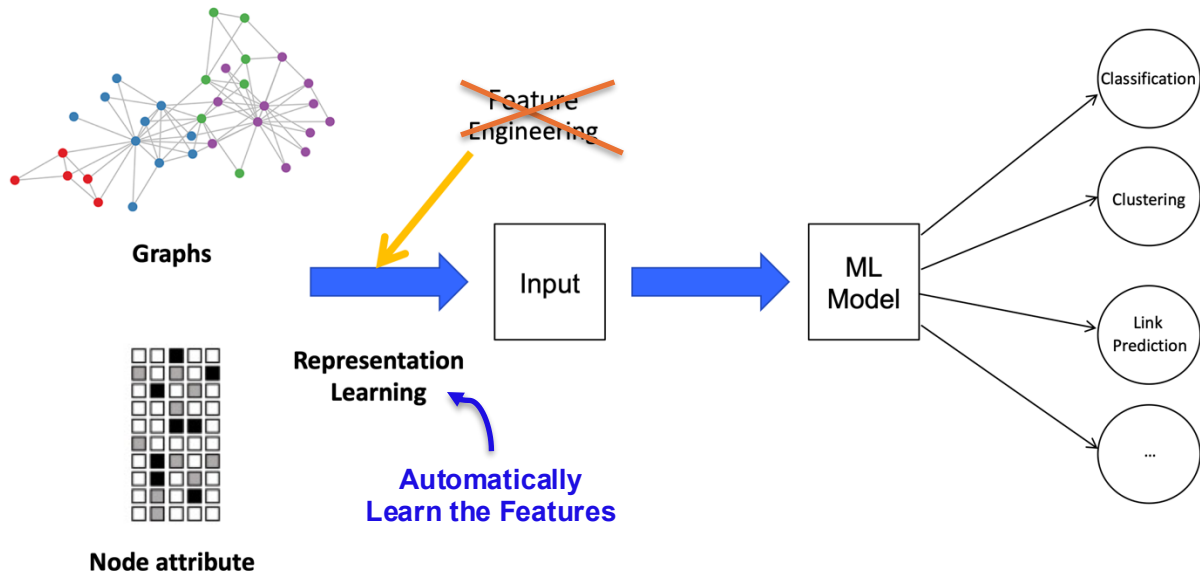 Graphs
Node attribute
Feature
Engineering
Representation
Learning
Automatically
Learn the Features
Input
ML
Model
Classification
Clustering
Link
Prediction
...